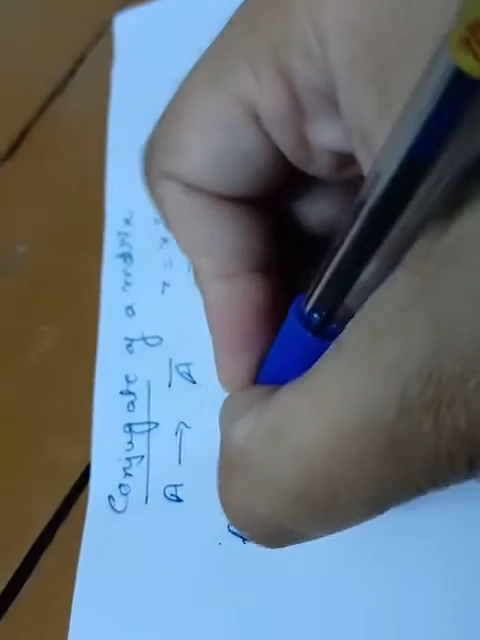 Conjugate of a matrix
A → A̅
z = x